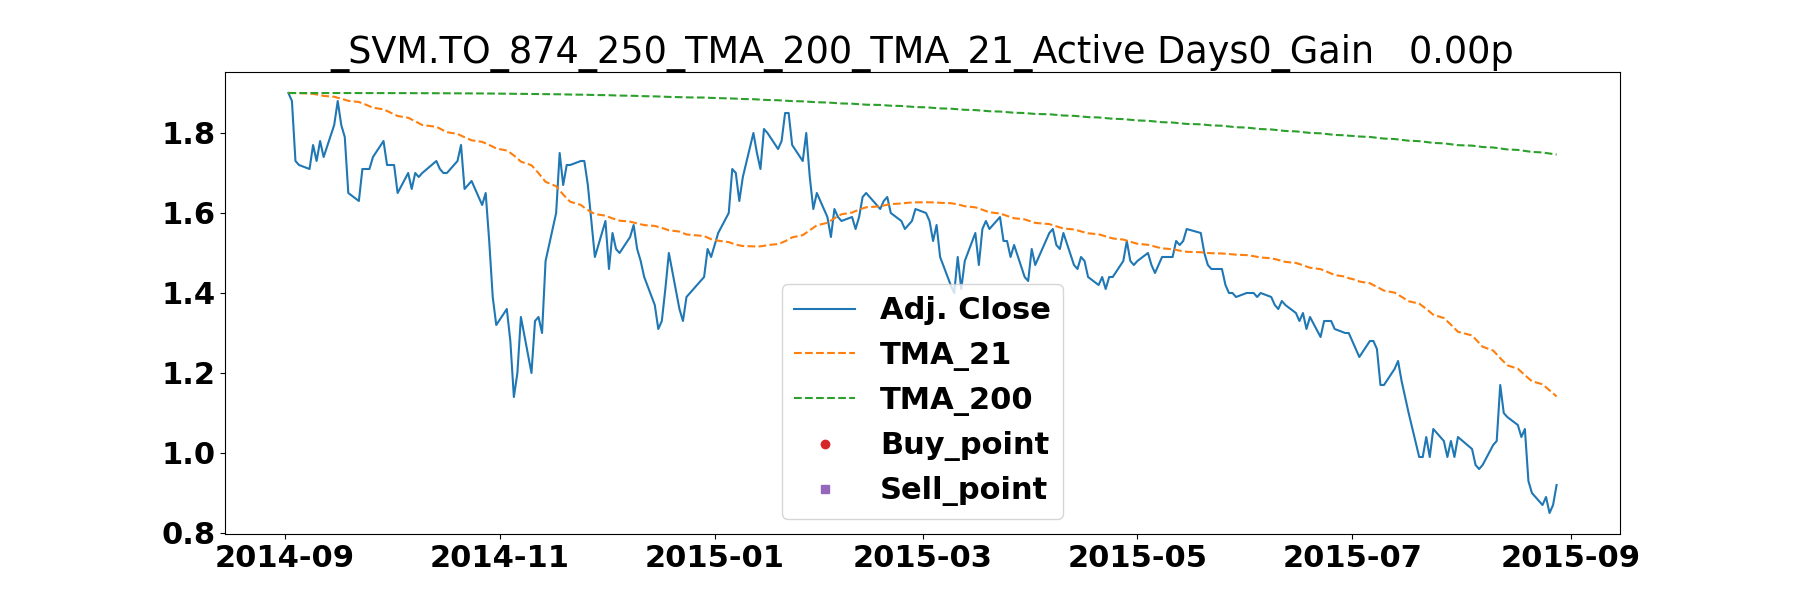 _SVM.TO_874_250_TMA_200_TMA_21_Active Days0_Gain   0.00p
1.8
1.6
1.4
1.2
1.0
0.8
Adj. Close
TMA_21
TMA_200
Buy_point
Sell_point
2014-09 2014-11 2015-01 2015-03 2015-05 2015-07 2015-09